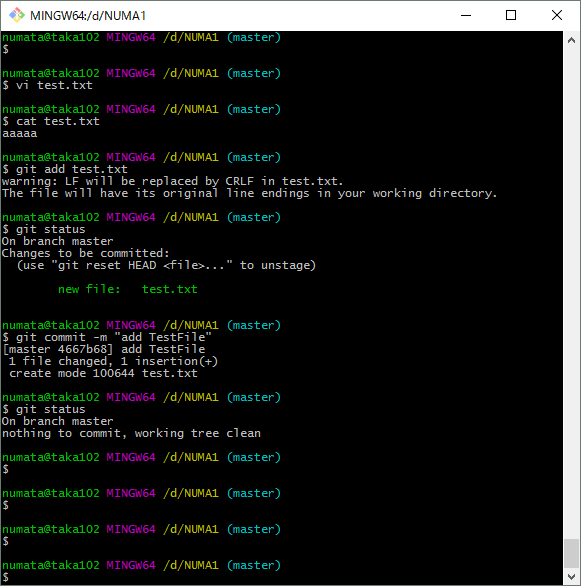 MINGW64:/d/NUMA1
numata@taka102 MINGW64 /d/NUMA1 (master)
$
numata@taka102 MINGW64 /d/NUMA1 (master)
$ vi test.txt
numata@taka102 MINGW64 /d/NUMA1 (master)
$ cat test.txt
aaaaa
numata@taka102 MINGW64 /d/NUMA1 (master)
$ git add test.txt
warning: LF will be replaced by CRLF in test.txt.
The file will have its original line endings in your working directory.
numata@taka102 MINGW64 /d/NUMA1 (master)
$ git status
On branch master
Changes to be committed:
  (use "git reset HEAD <file>..." to unstage)
        new file:   test.txt
numata@taka102 MINGW64 /d/NUMA1 (master)
$ git commit -m "add TestFile"
[master 4667b68] add TestFile
 1 file changed, 1 insertion(+)
 create mode 100644 test.txt
numata@taka102 MINGW64 /d/NUMA1 (master)
$ git status
On branch master
nothing to commit, working tree clean
numata@taka102 MINGW64 /d/NUMA1 (master)
$
numata@taka102 MINGW64 /d/NUMA1 (master)
$
numata@taka102 MINGW64 /d/NUMA1 (master)
$
numata@taka102 MINGW64 /d/NUMA1 (master)
$